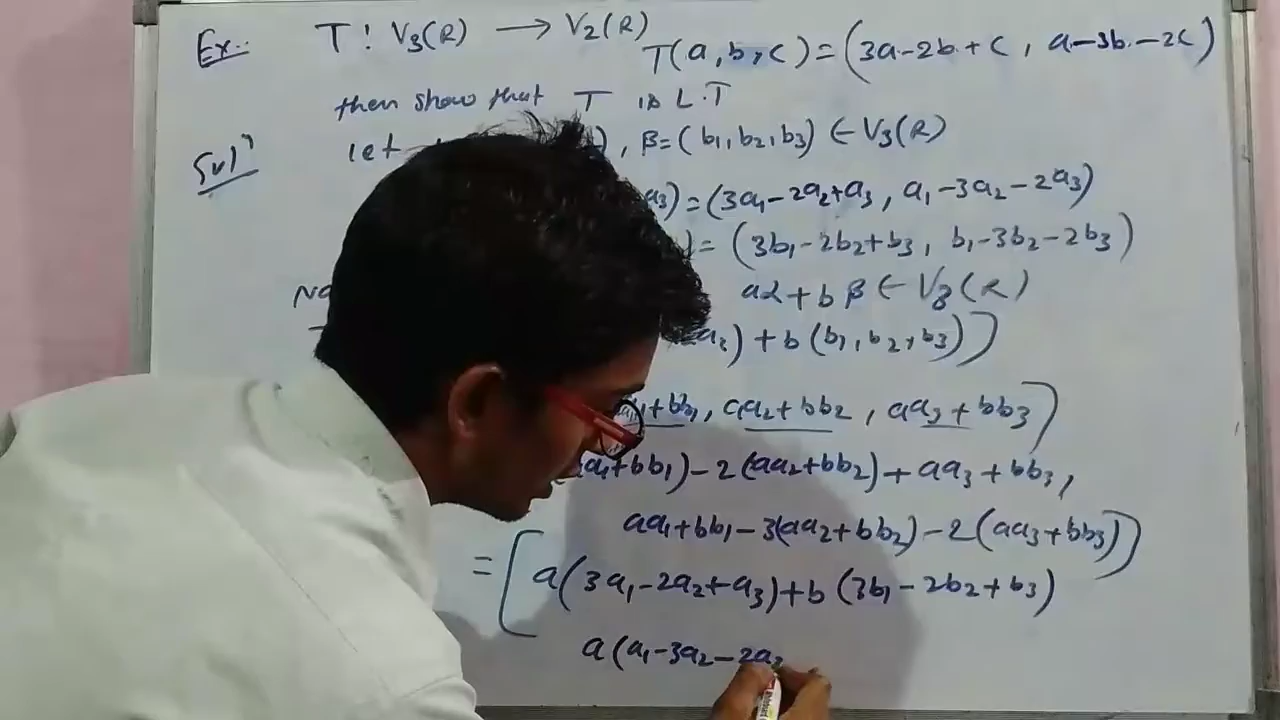 Ex:- T : V₃(R) → V₂(R)
T(a, b, c) = (3a-2b+c, a-3b-2c)
then show that T is L.T
Solⁿ let , β = (b₁, b₂, b₃) ∈ V₃(R)
a₃) = (3a₁-2a₂+a₃, a₁-3a₂-2a₃)
) = (3b₁-2b₂+b₃, b₁-3b₂-2b₃)
aα + bβ ∈ V₃(R)
) + b(b₁, b₂, b₃))
+bb₁, aa₂+bb₂, aa₃+bb₃)
aa₁+bb₁)-2(aa₂+bb₂)+aa₃+bb₃,
aa₁+bb₁-3(aa₂+bb₂)-2(aa₃+bb₃))
= [a(3a₁-2a₂+a₃)+b(3b₁-2b₂+b₃)
a(a₁-3a₂-2a₃